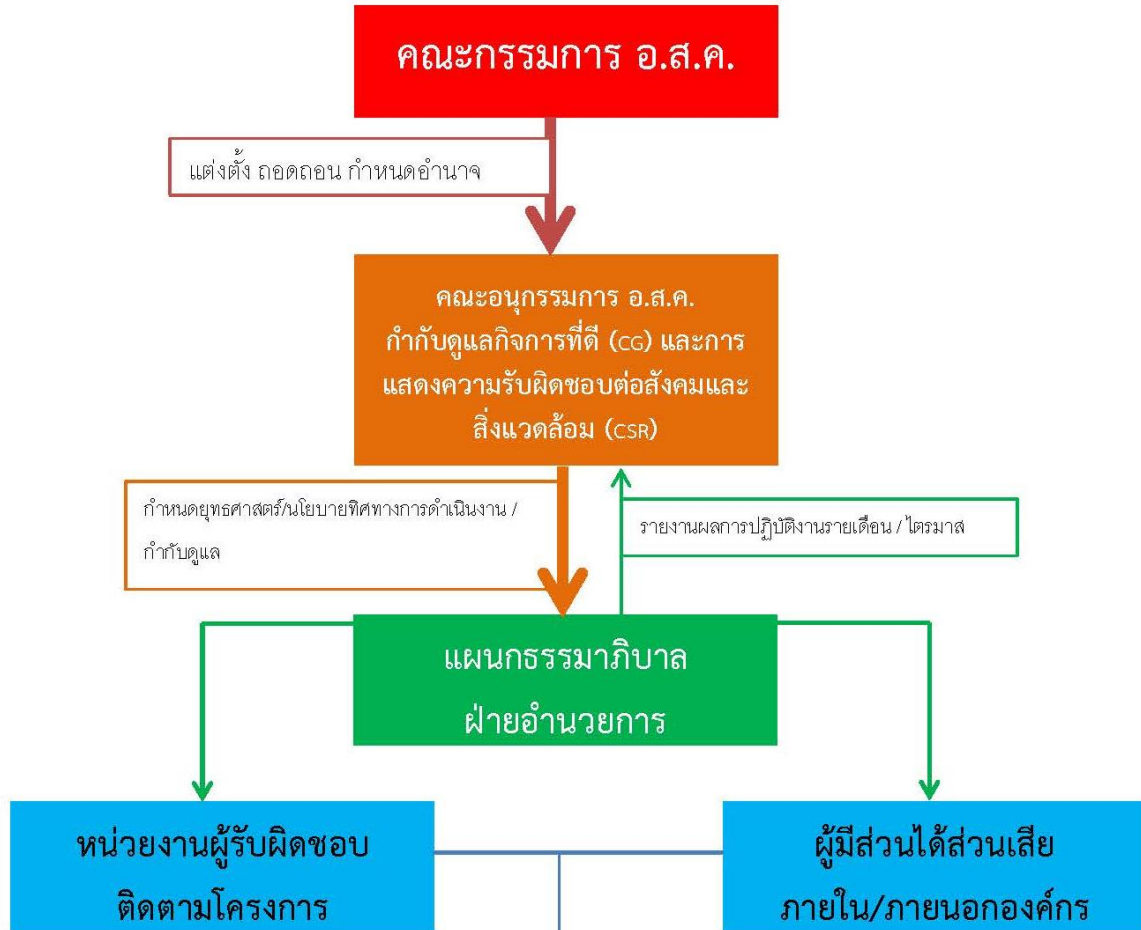 คณะกรรมการ อ.ส.ค.
แต่งตั้ง ถอดถอน กำหนดอำนาจ
คณะอนุกรรมการ อ.ส.ค.
กำกับดูแลกิจการที่ดี (CG) และการ
แสดงความรับผิดชอบต่อสังคมและ
สิ่งแวดล้อม (CSR)
กำหนดยุทธศาสตร์/นโยบายทิศทางการดำเนินงาน /
กำกับดูแล
รายงานผลการปฏิบัติงานรายเดือน / ไตรมาส
แผนกธรรมาภิบาล
ฝ่ายอำนวยการ
หน่วยงานผู้รับผิดชอบ
ติดตามโครงการ
ผู้มีส่วนได้ส่วนเสีย
ภายใน/ภายนอกองค์กร